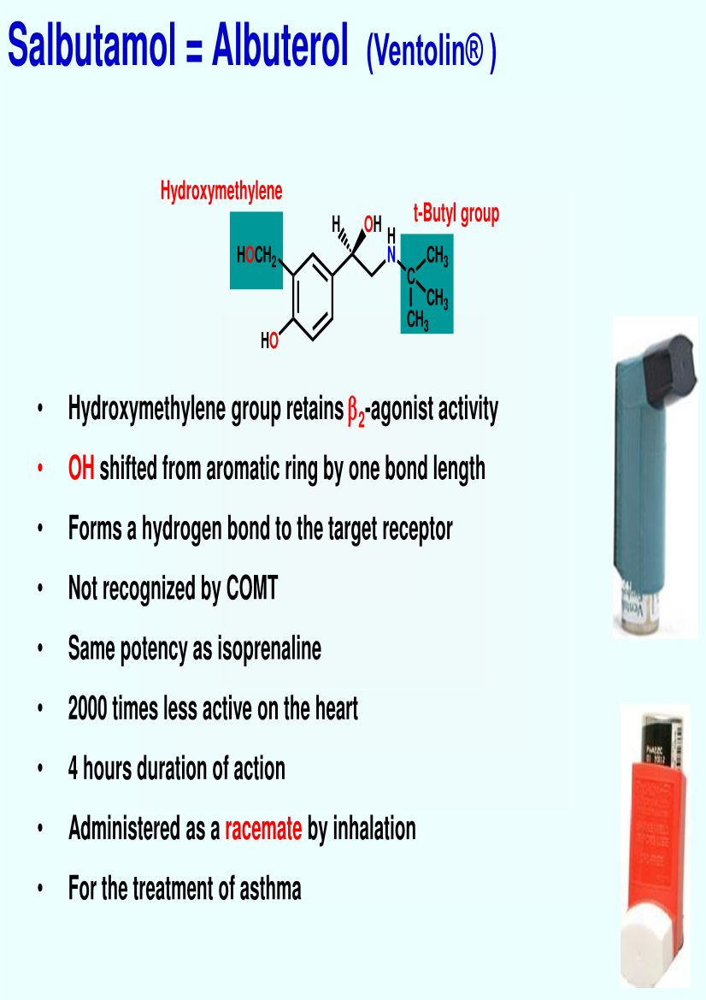 Salbutamol = Albuterol (Ventolin® )
Hydroxymethylene
t-Butyl group
H
OH
H
N
HOCH2
CH3
C
CH3
CH3
HO
• Hydroxymethylene group retains β2-agonist activity
• OH shifted from aromatic ring by one bond length
• Forms a hydrogen bond to the target receptor
• Not recognized by COMT
• Same potency as isoprenaline
• 2000 times less active on the heart
• 4 hours duration of action
• Administered as a racemate by inhalation
• For the treatment of asthma